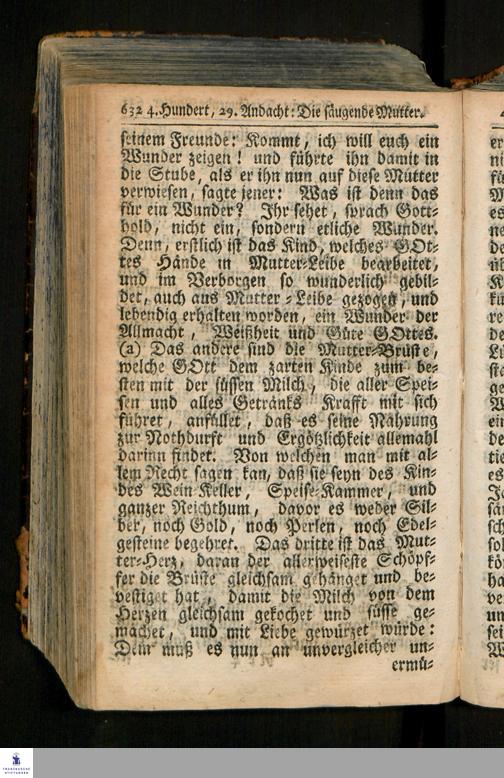 632 4. Hundert, 29. Andacht: Die säugende Mutter.
seinem Freunde: Kommt, ich will euch ein
Wunder zeigen! und führte ihn damit in
die Stube, als er ihn nun auf diese Mutter
verwiesen, sagte jener: Was ist denn das
für ein Wunder? Ihr sehet, sprach Gott-
hold, nicht ein, sondern etliche Wunder.
Denn, erstlich ist das Kind, welches GOt-
tes Hände in Mutter-Leibe bearbeitet,
und im Verborgen so wunderlich gebil-
det, auch aus Mutter-Leibe gezogen, und
lebendig erhalten worden, ein Wunder der
Allmacht, Weißheit und Güte GOttes.
(a) Das andere sind die Mutter-Brüste,
welche GOtt dem zarten Kinde zum be-
sten mit der süssen Milch, die aller Spei-
sen und alles Getränks Krafft mit sich
führet, anfüllet, daß es seine Nahrung
zur Nothdurft und Ergötzlichkeit allemahl
darinn findet. Von welchen man mit al-
lem Recht sagen kan, daß sie seyn des Kin-
des Wein-Keller, Speise-Kammer, und
ganzer Reichthum, davor es weder Sil-
ber, noch Gold, noch Perlen, noch Edel-
gesteine begehret. Das dritte ist das Mut-
ter-Herz, daran der allerweiseste Schöpf-
fer die Brüste gleichsam gehänget und be-
vestiget hat, damit die Milch von dem
Herzen gleichsam gekochet und süsse ge-
machet, und mit Liebe gewürzet würde:
Dem muß es nun an unvergleicher un-
ermü-